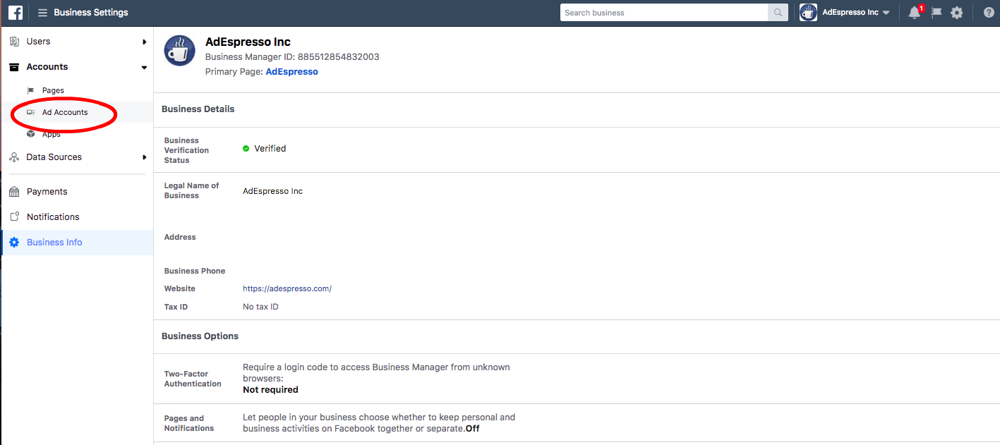 Business Settings
Search business
AdEspresso Inc
1
Users
Accounts
Pages
Ad Accounts
Apps
Data Sources
Payments
Notifications
Business Info
AdEspresso Inc
Business Manager ID: 885512854832003
Primary Page: AdEspresso
Business Details
Business
Verification
Status
Verified
Legal Name of
Business
AdEspresso Inc
Address
Business Phone
Website
https://adespresso.com/
Tax ID
No tax ID
Business Options
Two-Factor
Authentication
Require a login code to access Business Manager from unknown
browsers:
Not required
Pages and
Notifications
Let people in your business choose whether to keep personal and
business activities on Facebook together or separate.Off